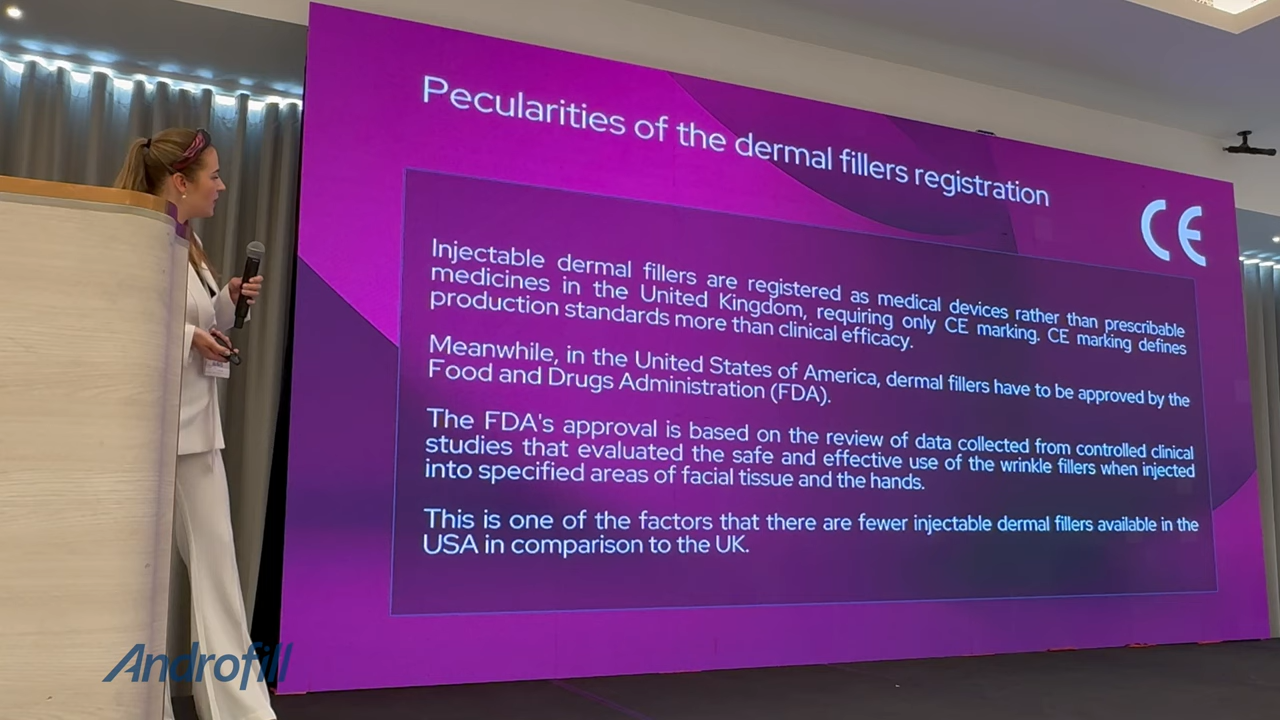 Pecularities of the dermal fillers registration
CE
Injectable dermal fillers are registered as medical devices rather than prescribable
medicines in the United Kingdom, requiring only CE marking. CE marking defines
production standards more than clinical efficacy.
Meanwhile, in the United States of America, dermal fillers have to be approved by the
Food and Drugs Administration (FDA).
The FDA's approval is based on the review of data collected from controlled clinical
studies that evaluated the safe and effective use of the wrinkle fillers when injected
into specified areas of facial tissue and the hands.
This is one of the factors that there are fewer injectable dermal fillers available in the
USA in comparison to the UK.
Androfill